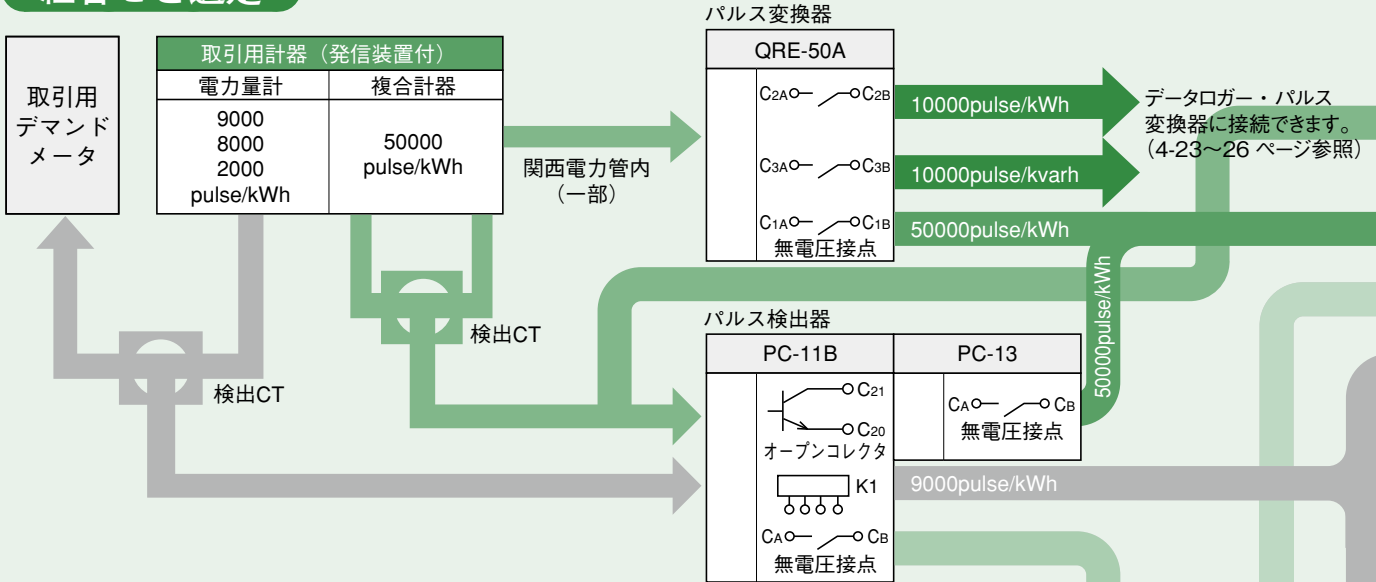 取引用
デマンド
メータ
取引用計器（発信装置付）
電力量計
複合計器
9000
8000
2000
pulse/kWh
50000
pulse/kWh
関西電力管内
（一部）
検出CT
検出CT
パルス変換器
QRE-50A
C2A
C2B
10000pulse/kWh
C3A
C3B
10000pulse/kvarh
C1A
C1B
無電圧接点
50000pulse/kWh
データロガー・パルス
変換器に接続できます。
（4-23～26 ページ参照）
50000pulse/kWh
パルス検出器
PC-11B
PC-13
C21
C20
オープンコレクタ
CA
CB
無電圧接点
K1
9000pulse/kWh
CA
CB
無電圧接点